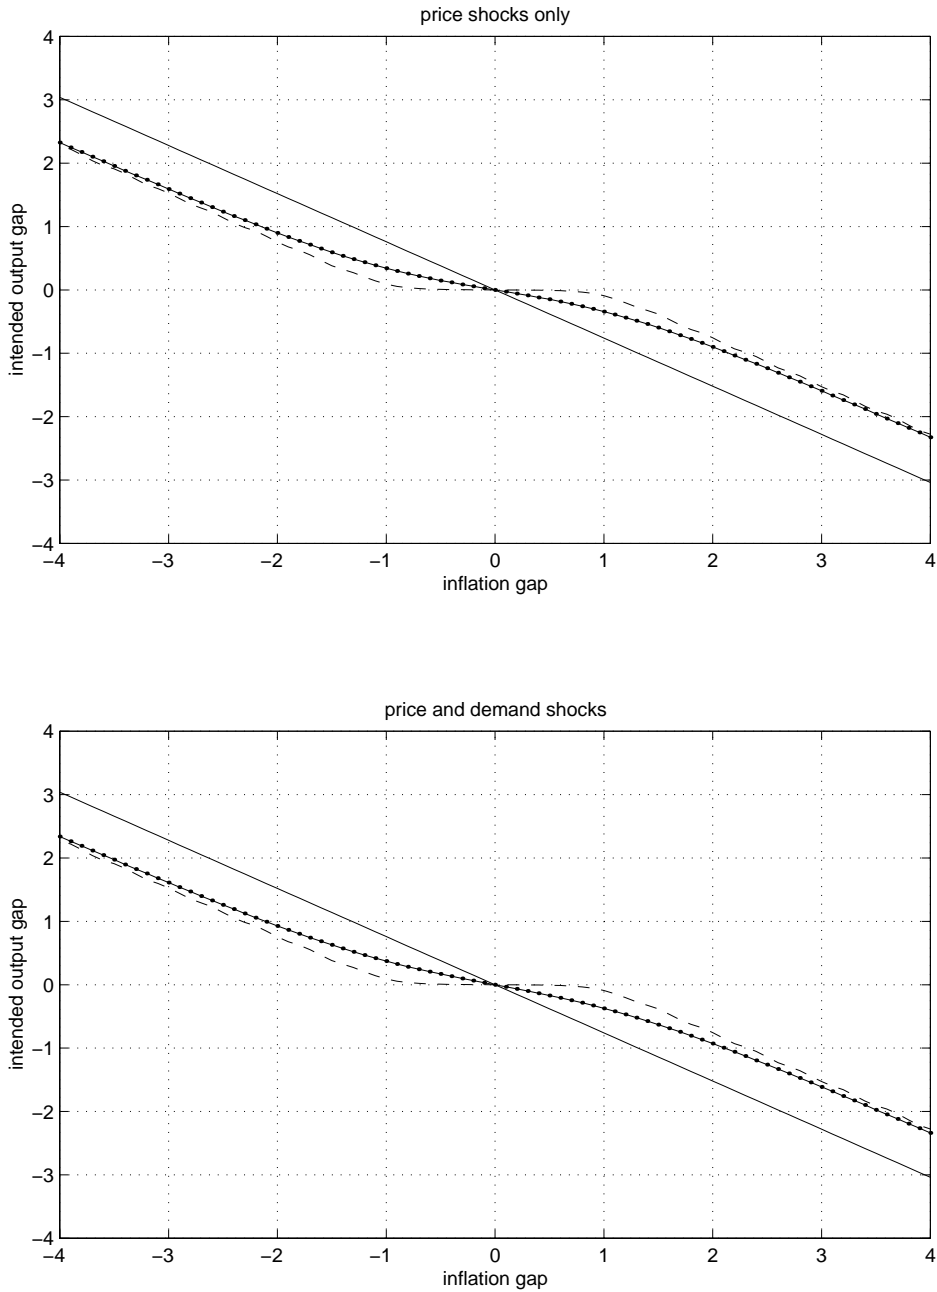 price shocks only
4
3
2
1
0
−1
−2
−3
−4
intended output gap
−4 −3 −2 −1 0 1 2 3 4
inflation gap
price and demand shocks
4
3
2
1
0
−1
−2
−3
−4
intended output gap
−4 −3 −2 −1 0 1 2 3 4
inflation gap